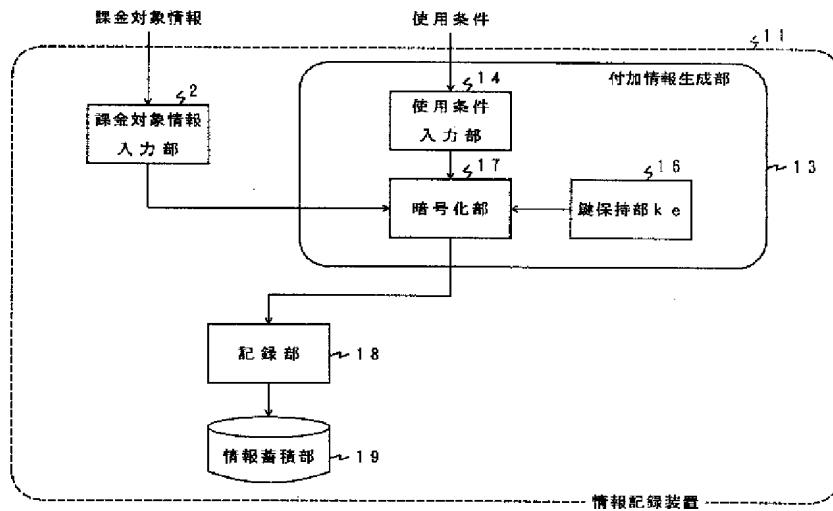 課金対象情報
使用条件
11
付加情報生成部
2
14
課金対象情報
入力部
使用条件
入力部
17
16
13
暗号化部
鍵保持部ke
記録部
18
情報蓄積部
19
情報記録装置